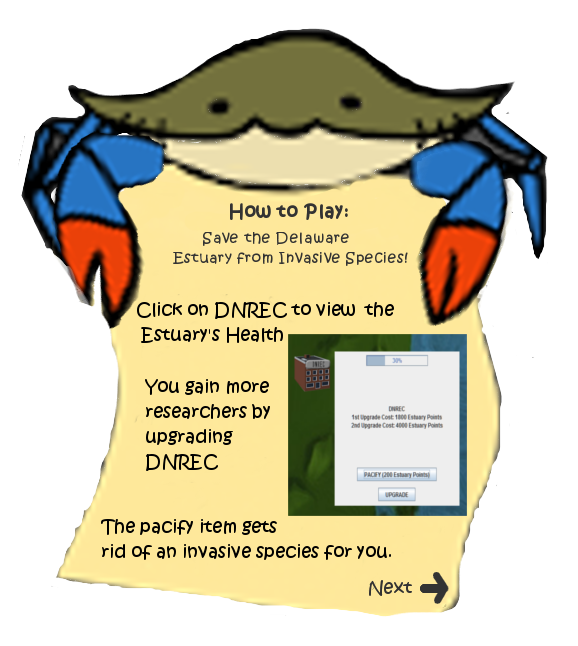 How to Play:
Save the Delaware
Estuary from Invasive Species!
Click on DNREC to view the
Estuary's Health
DNREC
30%
You gain more
researchers by
upgrading
DNREC
DNREC
1st Upgrade Cost: 1800 Estuary Points
2nd Upgrade Cost: 4000 Estuary Points
PACIFY (200 Estuary Points)
UPGRADE
The pacify item gets
rid of an invasive species for you.
Next